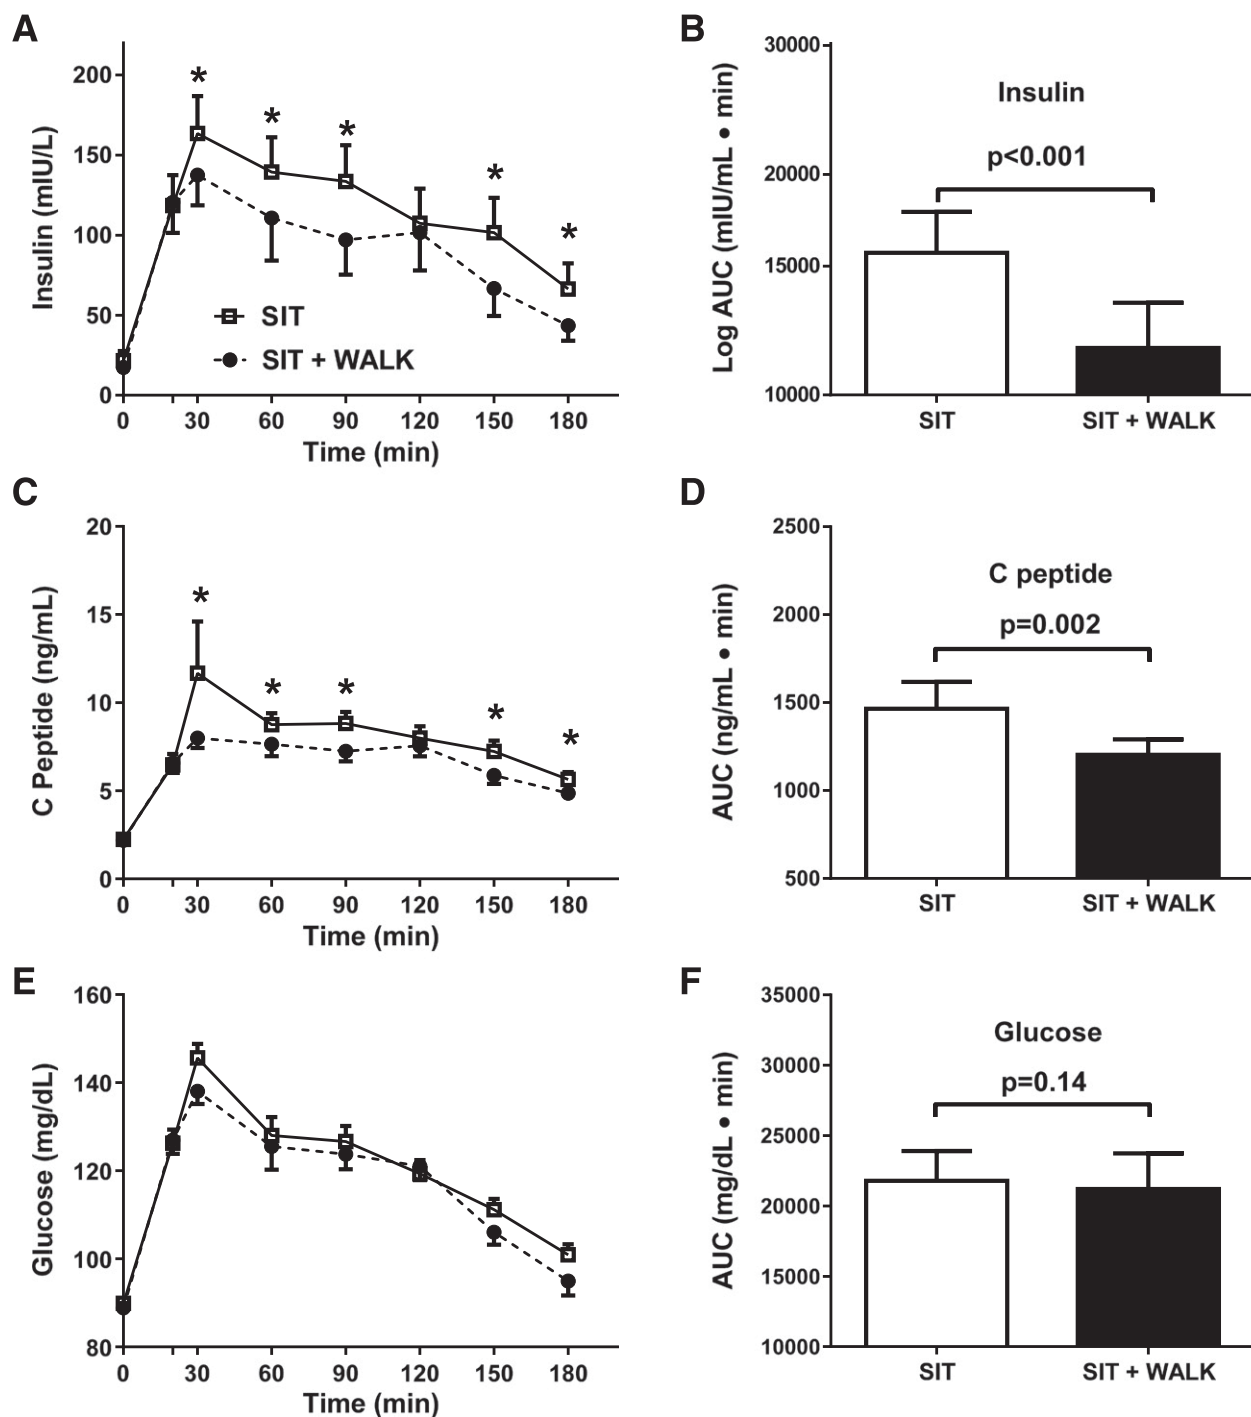 A
Insulin (mIU/L)
200
150
100
50
0
*
*
*
*
*
SIT
SIT + WALK
0 30 60 90 120 150 180
Time (min)
B
Log AUC (mIU/mL • min)
30000
20000
15000
10000
Insulin
p<0.001
SIT SIT + WALK
C
C Peptide (ng/mL)
20
15
10
5
0
*
*
*
*
*
0 30 60 90 120 150 180
Time (min)
D
AUC (ng/mL • min)
2500
2000
1500
1000
500
C peptide
p=0.002
SIT SIT + WALK
E
Glucose (mg/dL)
160
140
120
100
80
0 30 60 90 120 150 180
Time (min)
F
AUC (mg/dL • min)
35000
30000
25000
20000
15000
10000
Glucose
p=0.14
SIT SIT + WALK